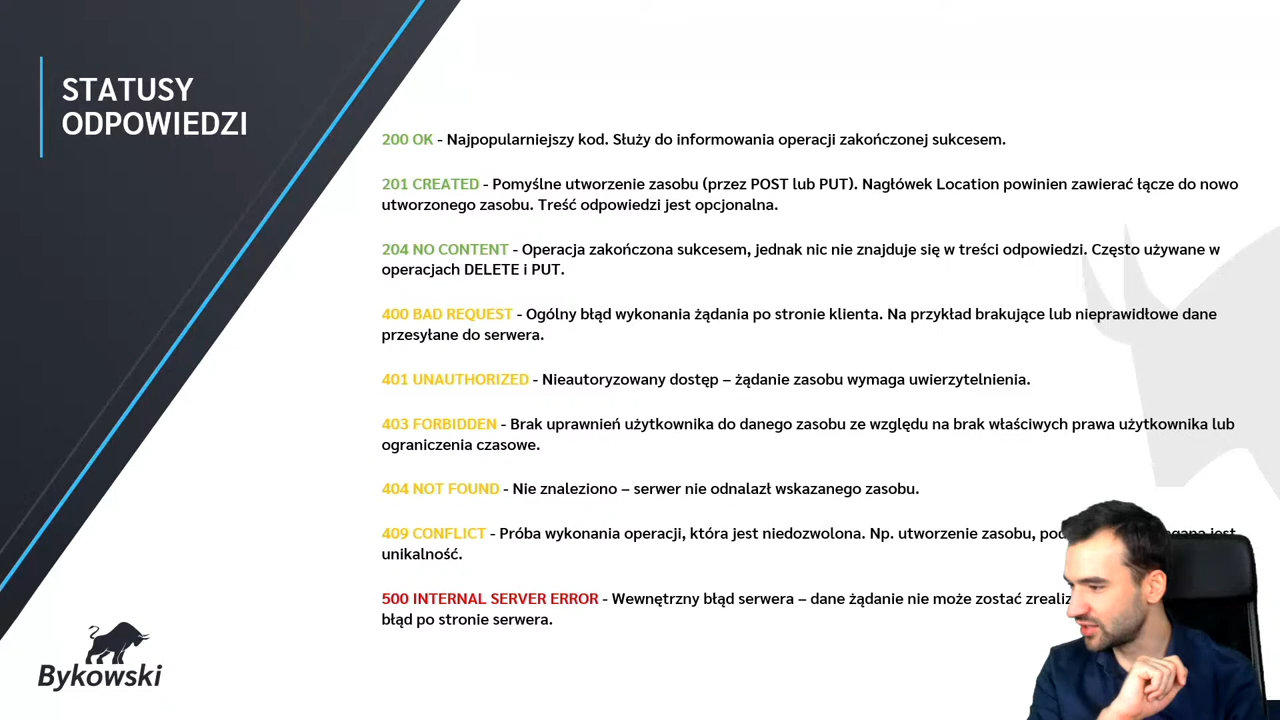 STATUSY
ODPOWIEDZI
200 OK - Najpopularniejszy kod. Służy do informowania operacji zakończonej sukcesem.
201 CREATED - Pomyślne utworzenie zasobu (przez POST lub PUT). Nagłówek Location powinien zawierać łącze do nowo
utworzonego zasobu. Treść odpowiedzi jest opcjonalna.
204 NO CONTENT - Operacja zakończona sukcesem, jednak nic nie znajduje się w treści odpowiedzi. Często używane w
operacjach DELETE i PUT.
400 BAD REQUEST - Ogólny błąd wykonania żądania po stronie klienta. Na przykład brakujące lub nieprawidłowe dane
przesyłane do serwera.
401 UNAUTHORIZED - Nieautoryzowany dostęp – żądanie zasobu wymaga uwierzytelnienia.
403 FORBIDDEN - Brak uprawnień użytkownika do danego zasobu ze względu na brak właściwych prawa użytkownika lub
ograniczenia czasowe.
404 NOT FOUND - Nie znaleziono – serwer nie odnalazł wskazanego zasobu.
409 CONFLICT - Próba wykonania operacji, która jest niedozwolona. Np. utworzenie zasobu, jest
unikalność.
500 INTERNAL SERVER ERROR - Wewnętrzny błąd serwera – dane żądanie nie może zostać
błąd po stronie serwera.
Bykowski